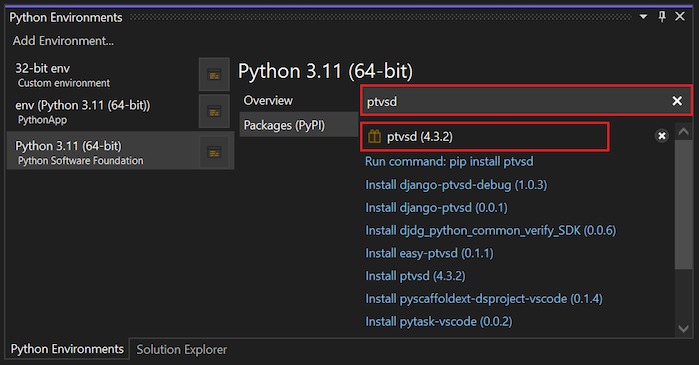 Python Environments
Add Environment...
32-bit env
Custom environment
env (Python 3.11 (64-bit))
PythonApp
Python 3.11 (64-bit)
Python Software Foundation
Python 3.11 (64-bit)
Overview
Packages (PyPI)
ptvsd
ptvsd (4.3.2)
Run command: pip install ptvsd
Install django-ptvsd-debug (1.0.3)
Install django-ptvsd (0.0.1)
Install djdg_python_common_verify_SDK (0.0.6)
Install easy-ptvsd (0.1.1)
Install ptvsd (4.3.2)
Install pyscaffoldext-dsproject-vscode (0.1.4)
Install pytask-vscode (0.0.2)
Python Environments
Solution Explorer